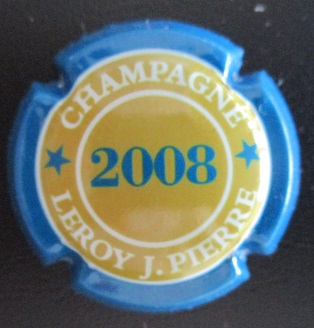 CHAMPAGNE
2008
LEROY J. PIERRE